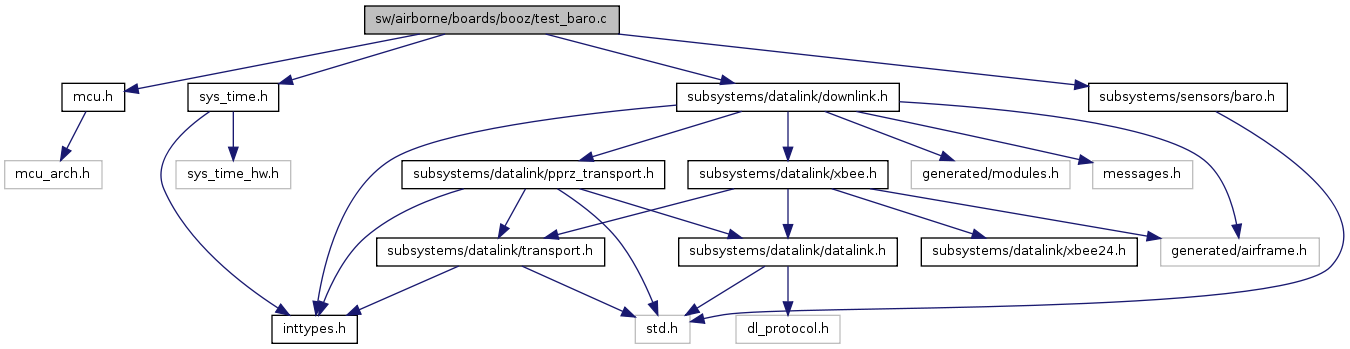 sw/airborne/boards/booz/test_baro.c
mcu.h
sys_time.h
subsystems/datalink/downlink.h
subsystems/sensors/baro.h
mcu_arch.h
sys_time_hw.h
subsystems/datalink/pprz_transport.h
subsystems/datalink/xbee.h
generated/modules.h
messages.h
subsystems/datalink/transport.h
subsystems/datalink/datalink.h
subsystems/datalink/xbee24.h
generated/airframe.h
inttypes.h
std.h
dl_protocol.h